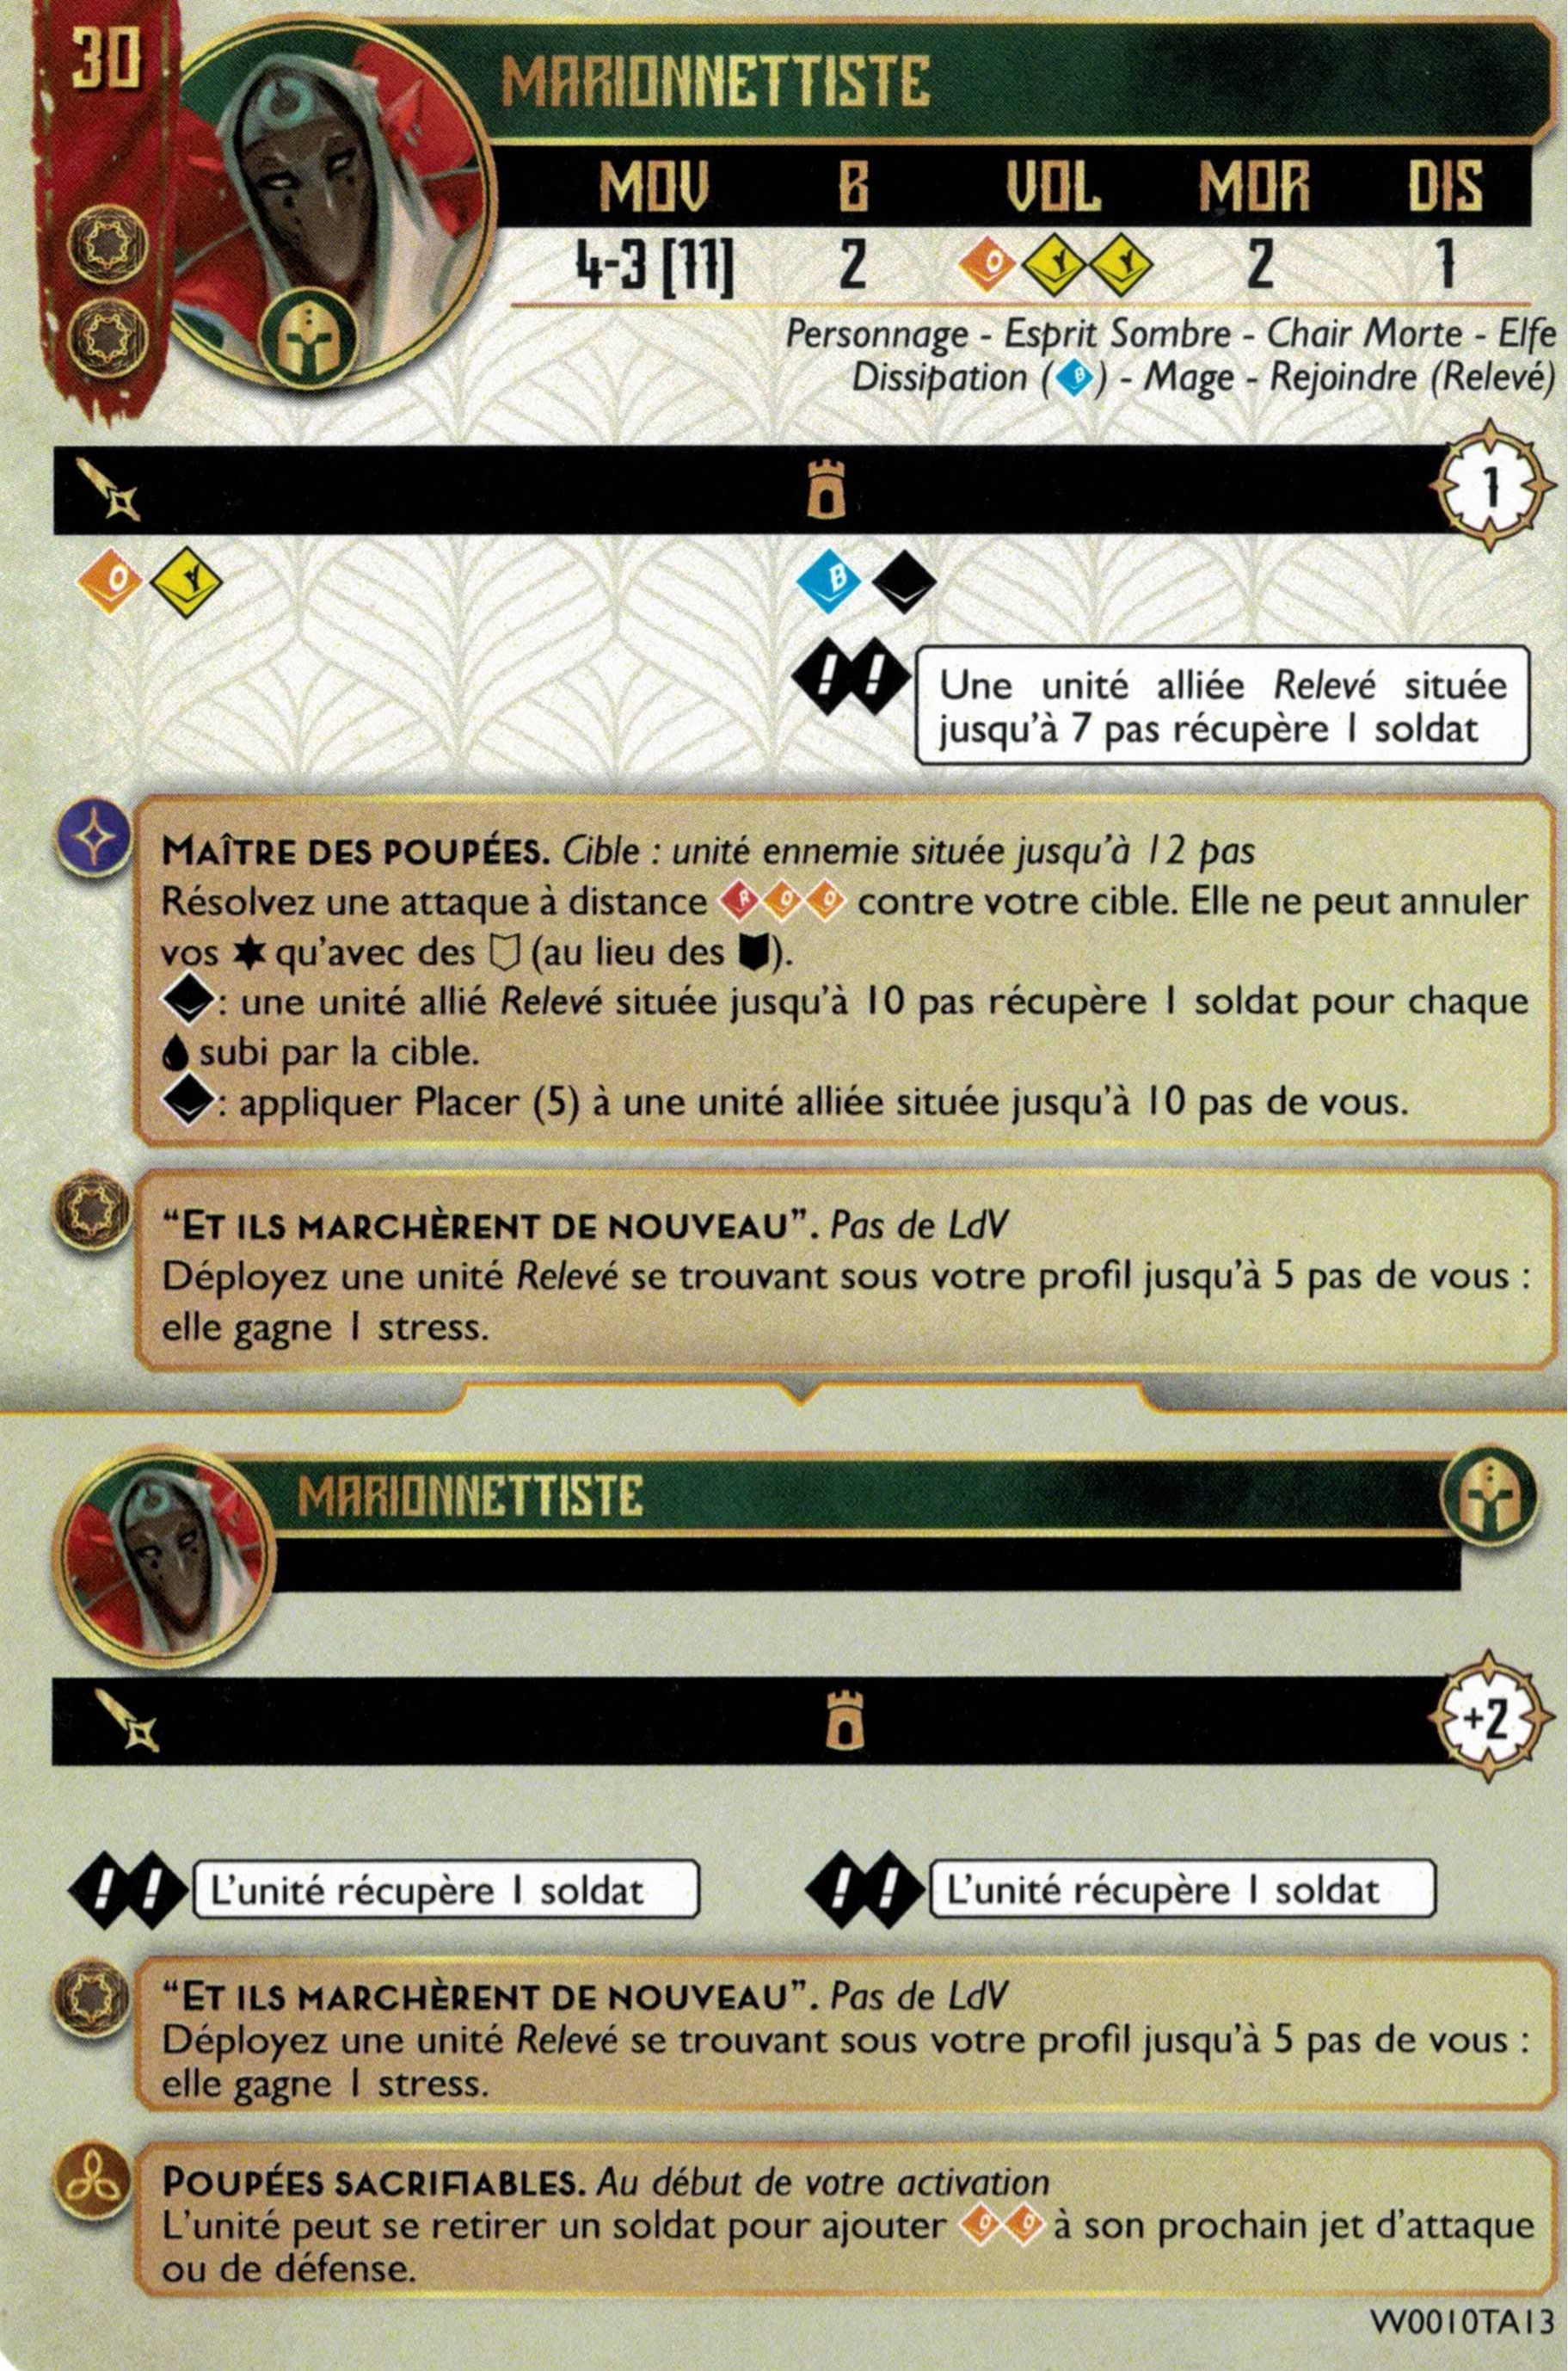 30
MARIONNETTISTE
MOV B VOL MOR DIS
4-3 [11] 2 O Y Y 2 1
Personnage - Esprit Sombre - Chair Morte - Elfe
Dissipation (B) - Mage - Rejoindre (Relevé)
1
O Y B
!! Une unité alliée Relevé située
jusqu'à 7 pas récupère 1 soldat
MAÎTRE DES POUPÉES. Cible : unité ennemie située jusqu'à 12 pas
Résolvez une attaque à distance R O O contre votre cible. Elle ne peut annuler
vos qu'avec des (au lieu des ).
: une unité allié Relevé située jusqu'à 10 pas récupère 1 soldat pour chaque
subi par la cible.
: appliquer Placer (5) à une unité alliée située jusqu'à 10 pas de vous.
“ET ILS MARCHÈRENT DE NOUVEAU”. Pas de LdV
Déployez une unité Relevé se trouvant sous votre profil jusqu'à 5 pas de vous :
elle gagne 1 stress.
MARIONNETTISTE
+2
!! L'unité récupère 1 soldat !! L'unité récupère 1 soldat
“ET ILS MARCHÈRENT DE NOUVEAU”. Pas de LdV
Déployez une unité Relevé se trouvant sous votre profil jusqu'à 5 pas de vous :
elle gagne 1 stress.
POUPÉES SACRIFIABLES. Au début de votre activation
L'unité peut se retirer un soldat pour ajouter O O à son prochain jet d'attaque
ou de défense.
W0010TA13